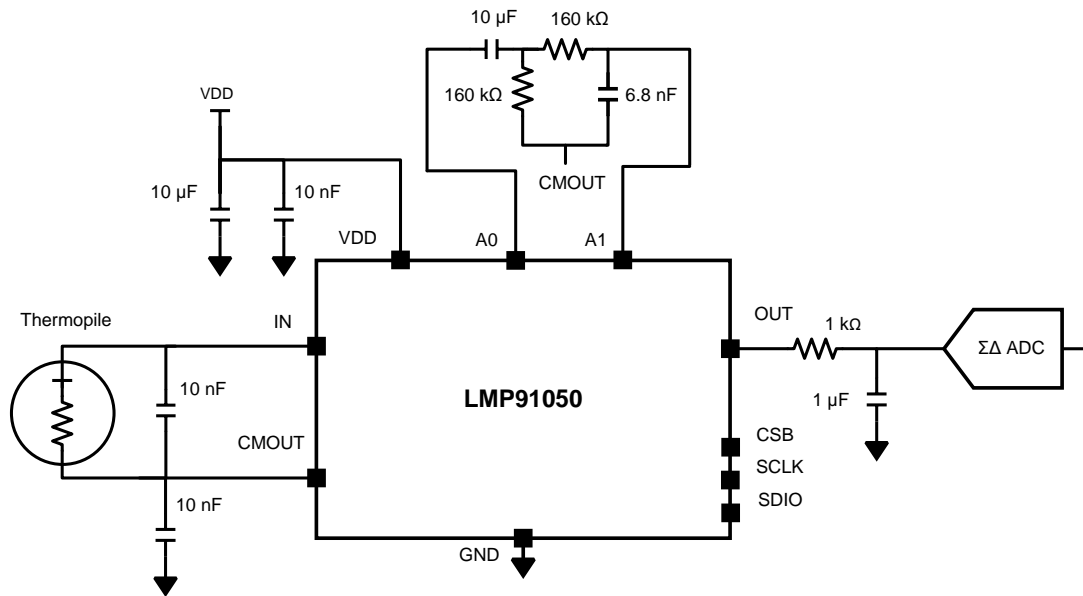 10 µF
160 kΩ
160 kΩ
6.8 nF
CMOUT
VDD
10 µF
10 nF
VDD
A0
A1
Thermopile
IN
OUT
1 kΩ
ΣΔ ADC
10 nF
LMP91050
1 µF
CMOUT
CSB
SCLK
SDIO
10 nF
GND